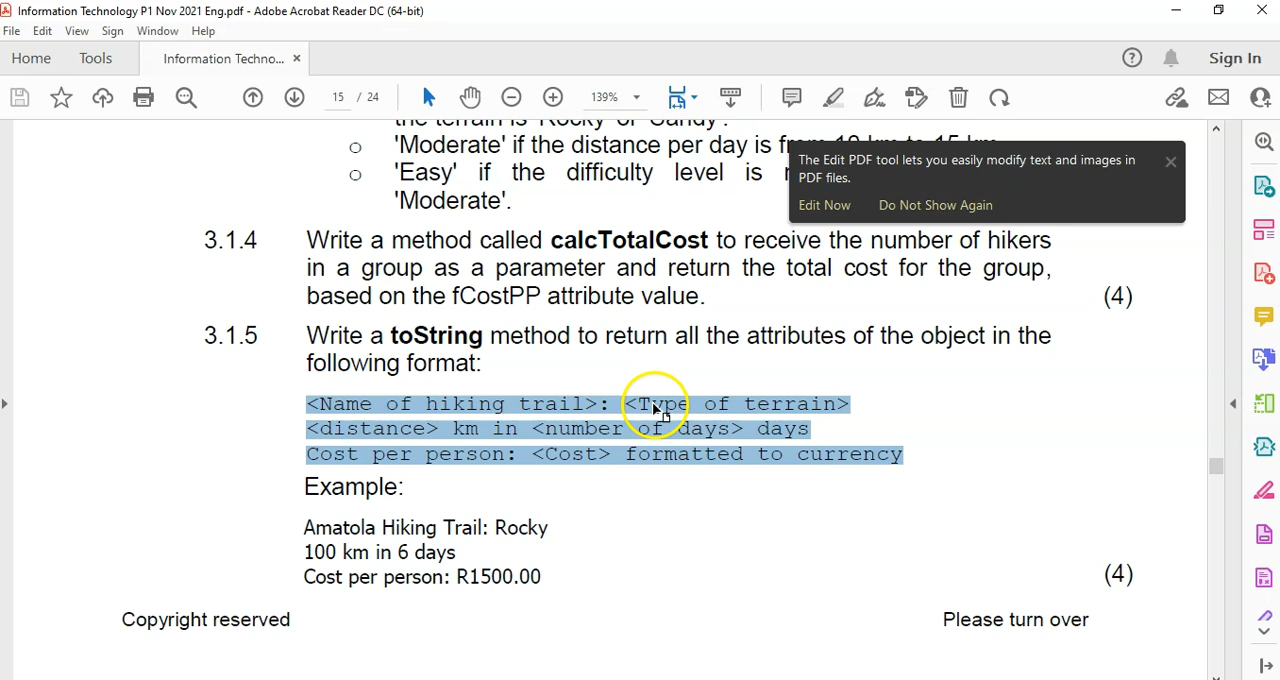 Information Technology P1 Nov 2021 Eng.pdf - Adobe Acrobat Reader DC (64-bit)
File Edit View Sign Window Help
Home Tools Information Techno... × Sign In
15 / 24 139%
the terrain is 'Rocky' or 'Sandy'.
o 'Moderate' if the distance per day is from 10 km to 15 km
o 'Easy' if the difficulty level is
'Moderate'.
The Edit PDF tool lets you easily modify text and images in
PDF files.
Edit Now Do Not Show Again
3.1.4 Write a method called calcTotalCost to receive the number of hikers
in a group as a parameter and return the total cost for the group,
based on the fCostPP attribute value. (4)
3.1.5 Write a toString method to return all the attributes of the object in the
following format:
<Name of hiking trail>: <Type of terrain>
<distance> km in <number of days> days
Cost per person: <Cost> formatted to currency
Example:
Amatola Hiking Trail: Rocky
100 km in 6 days
Cost per person: R1500.00
(4)
Copyright reserved Please turn over